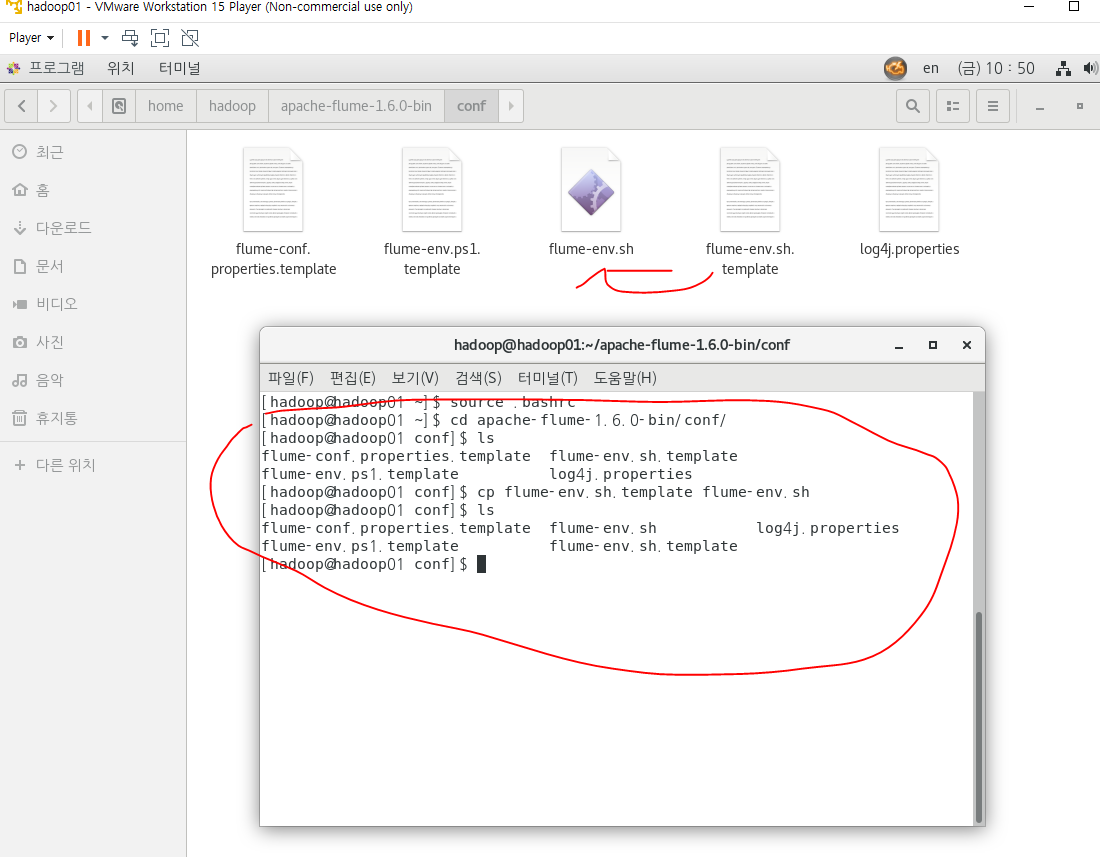 hadoop01 - VMware Workstation 15 Player (Non-commercial use only)
Player
프로그램 위치 터미널 en (금) 10 : 50
home hadoop apache-flume-1.6.0-bin conf
최근
홈
다운로드
문서
비디오
사진
음악
휴지통
다른 위치
flume-conf.
properties.template
flume-env.ps1.
template
flume-env.sh
flume-env.sh.
template
log4j.properties
hadoop@hadoop01:~/apache-flume-1.6.0-bin/conf
파일(F) 편집(E) 보기(V) 검색(S) 터미널(T) 도움말(H)
[hadoop@hadoop01 ~]$ source .bashrc
[hadoop@hadoop01 ~]$ cd apache-flume-1.6.0-bin/conf/
[hadoop@hadoop01 conf]$ ls
flume-conf.properties.template flume-env.sh.template
flume-env.ps1.template log4j.properties
[hadoop@hadoop01 conf]$ cp flume-env.sh.template flume-env.sh
[hadoop@hadoop01 conf]$ ls
flume-conf.properties.template flume-env.sh log4j.properties
flume-env.ps1.template flume-env.sh.template
[hadoop@hadoop01 conf]$